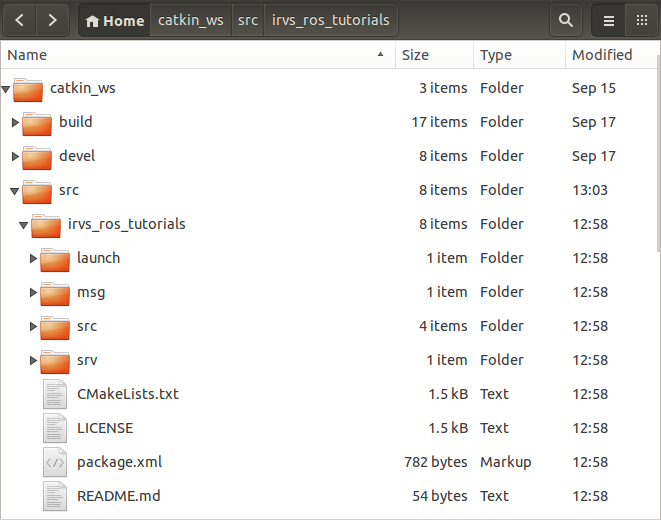 Home catkin_ws src irvs_ros_tutorials
Name Size Type Modified
catkin_ws 3 items Folder Sep 15
build 17 items Folder Sep 17
devel 8 items Folder Sep 17
src 8 items Folder 13:03
irvs_ros_tutorials 8 items Folder 12:58
launch 1 item Folder 12:58
msg 1 item Folder 12:58
src 4 items Folder 12:58
srv 1 item Folder 12:58
CMakeLists.txt 1.5 kB Text 12:58
LICENSE 1.5 kB Text 12:58
package.xml 782 bytes Markup 12:58
README.md 54 bytes Text 12:58